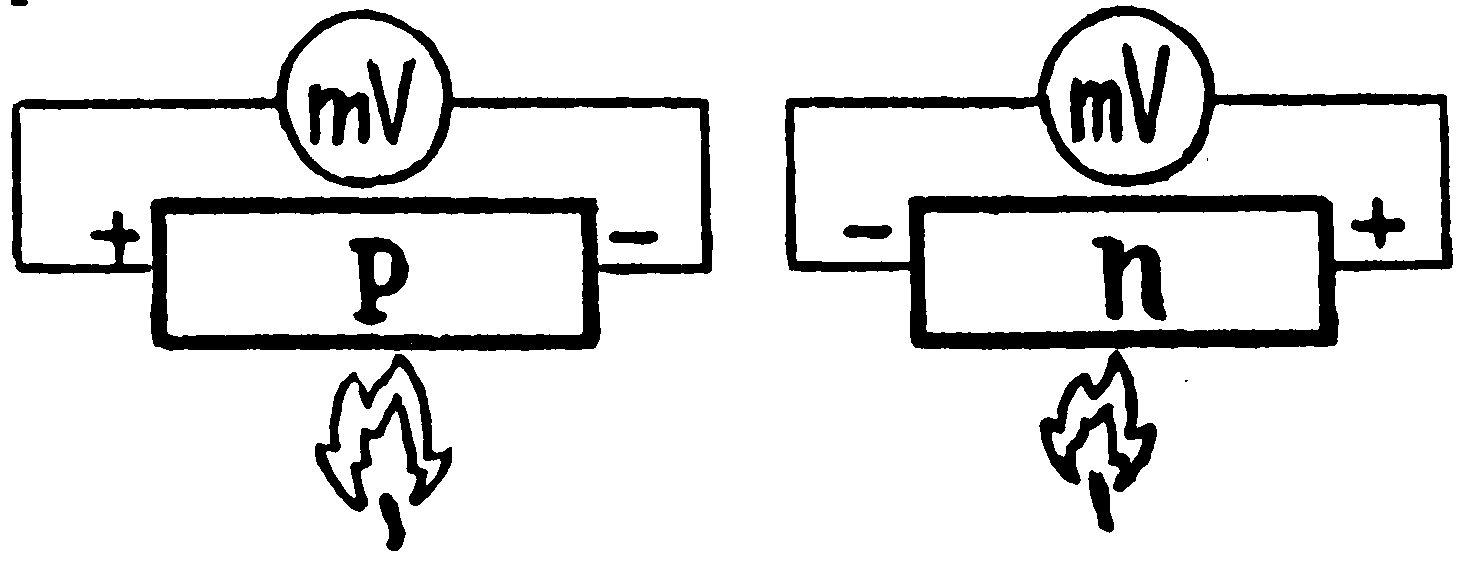 mV mV
+ p - - n +